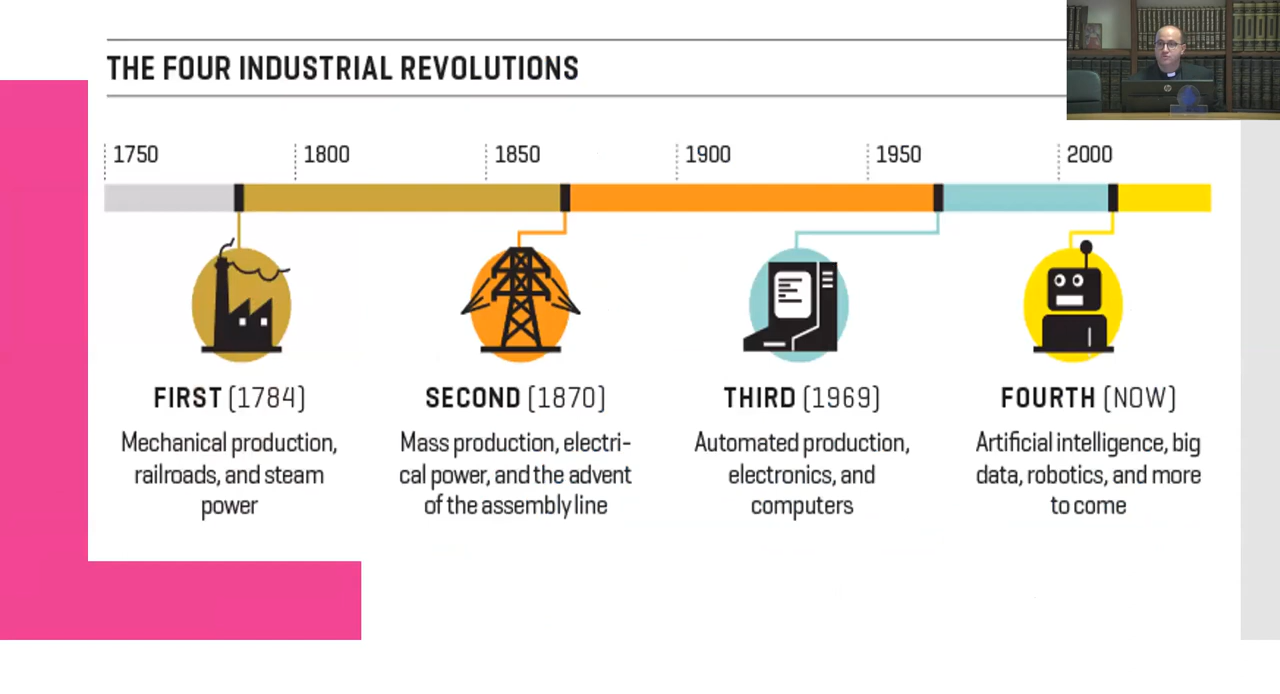 THE FOUR INDUSTRIAL REVOLUTIONS
1750
1800
1850
1900
1950
2000
FIRST (1784)
Mechanical production,
railroads, and steam
power
SECOND (1870)
Mass production, electri-
cal power, and the advent
of the assembly line
THIRD (1969)
Automated production,
electronics, and
computers
FOURTH (NOW)
Artificial intelligence, big
data, robotics, and more
to come